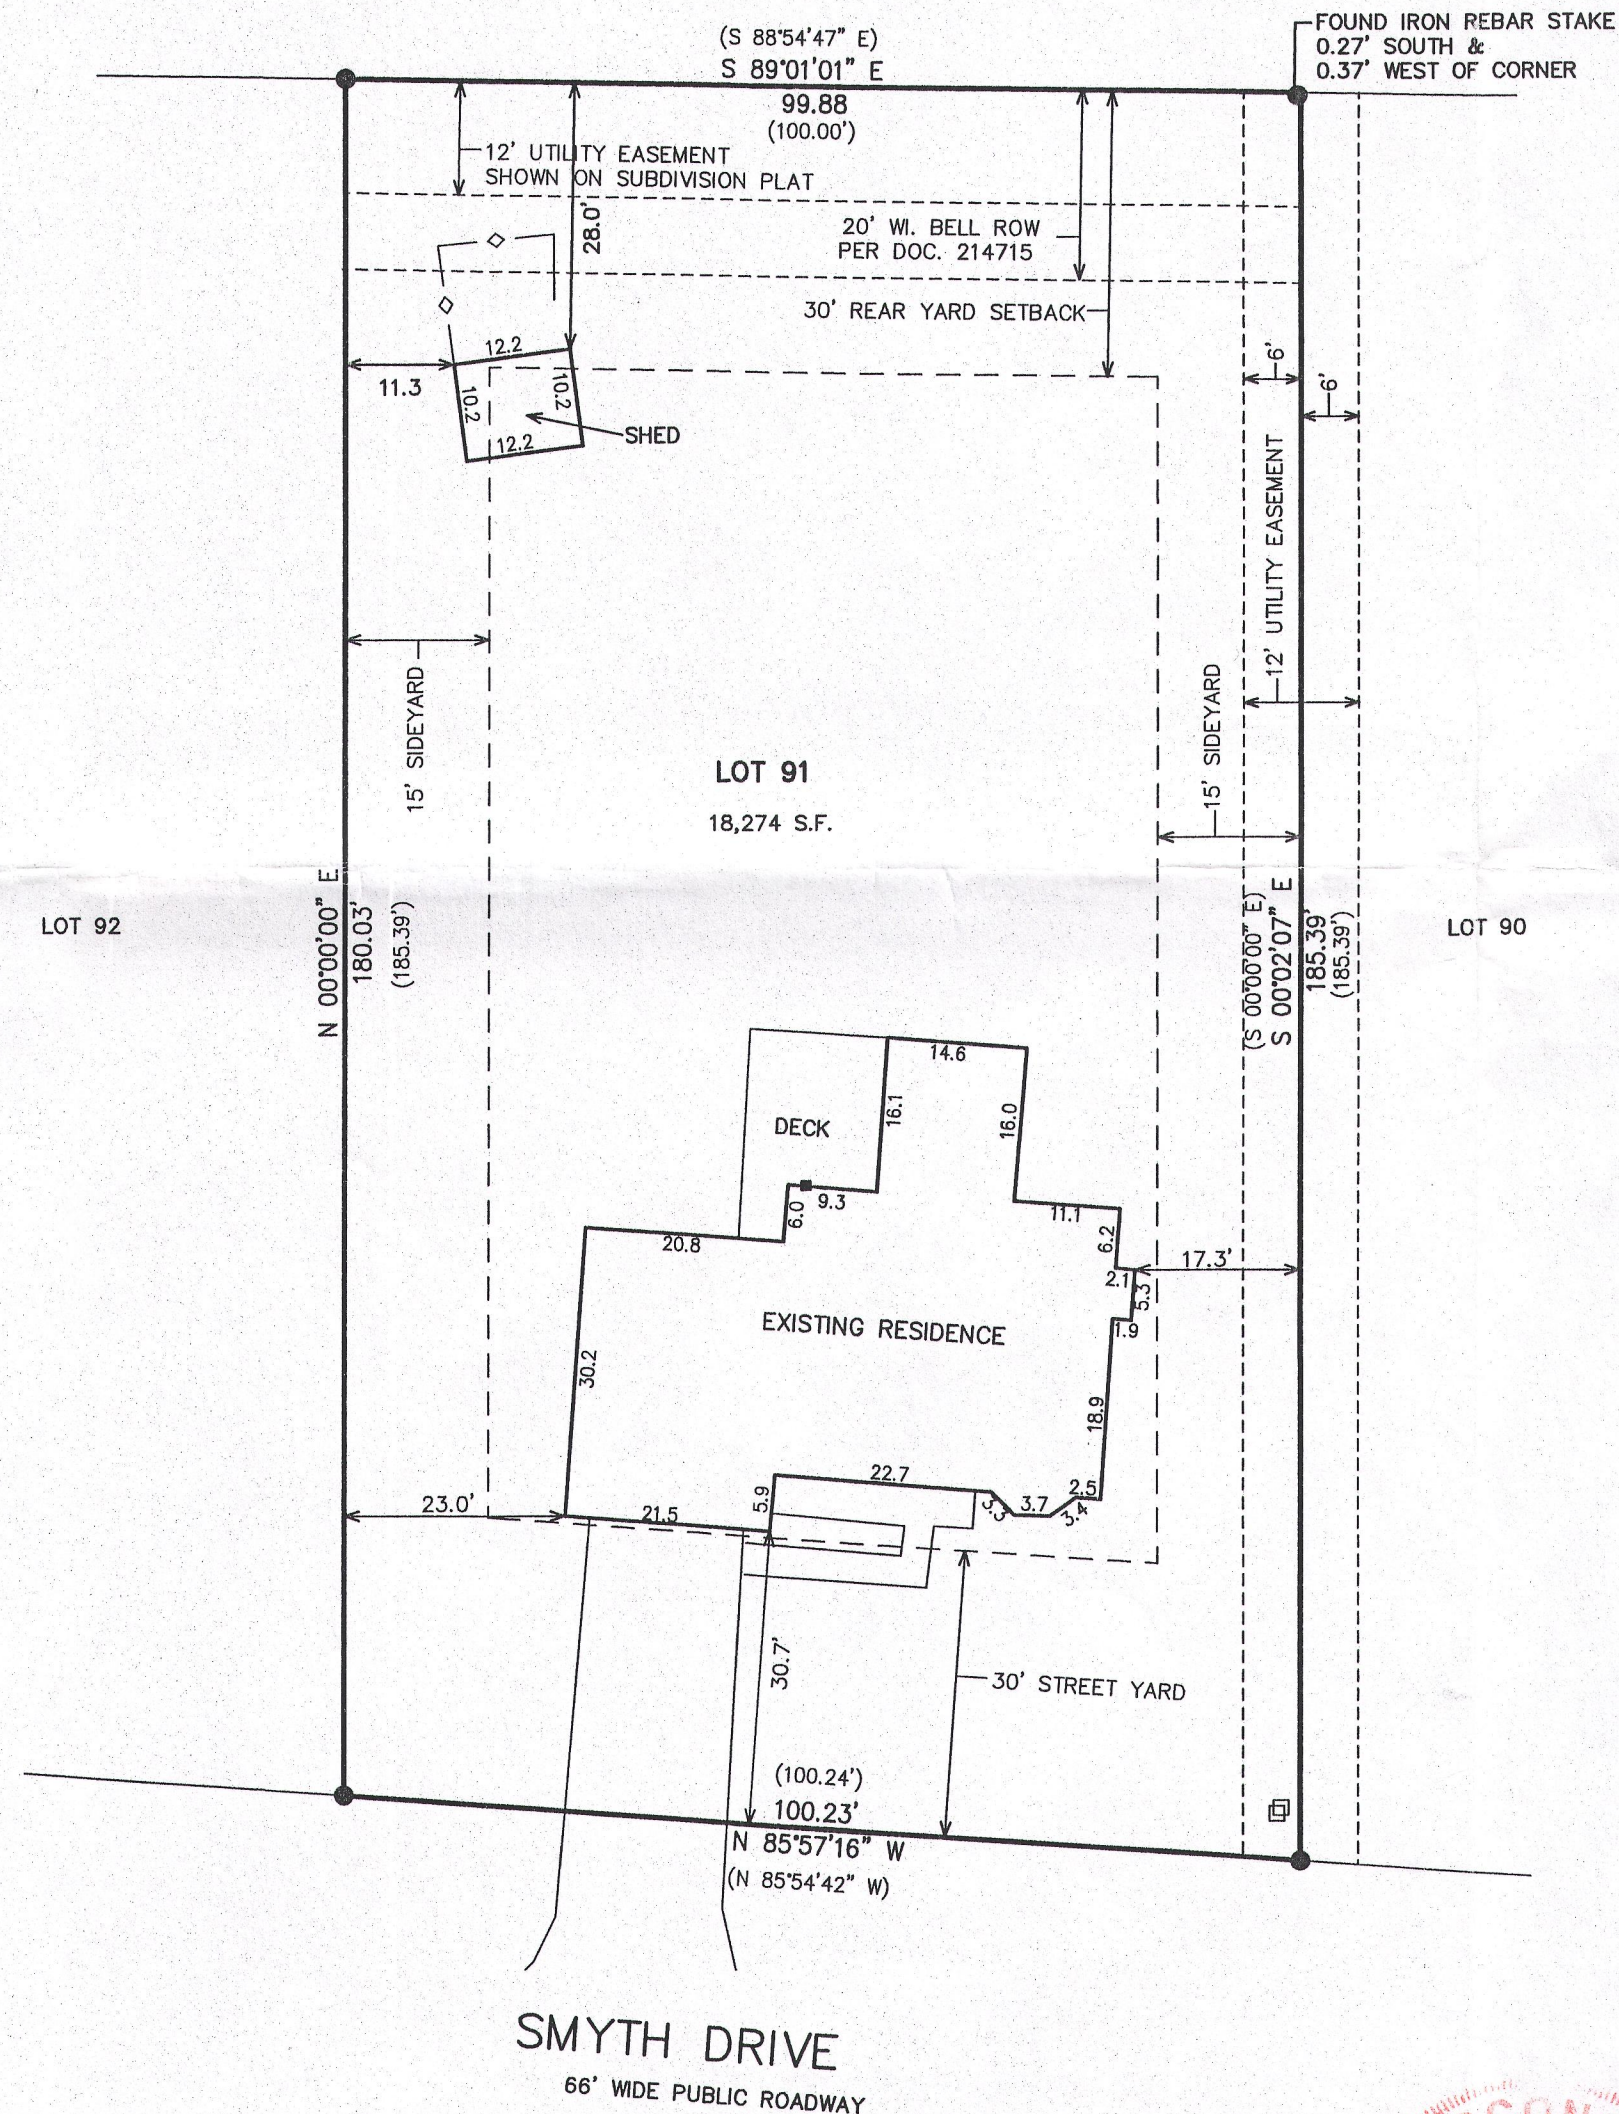 (S 88°54'47" E)
S 89°01'01" E
99.88
(100.00')
FOUND IRON REBAR STAKE
0.27' SOUTH &
0.37' WEST OF CORNER
12' UTILITY EASEMENT
SHOWN ON SUBDIVISION PLAT
28.0'
20' WI. BELL ROW
PER DOC. 214715
30' REAR YARD SETBACK
6'
6'
12.2
11.3
10.2
10.2
12.2
SHED
12' UTILITY EASEMENT
15' SIDEYARD
15' SIDEYARD
LOT 91
18,274 S.F.
LOT 92
N 00°00'00" E
180.03'
(185.39')
(S 00°00'00" E)
S 00°02'07" E
185.39'
(185.39')
LOT 90
14.6
16.1
16.0
DECK
9.3
6.0
11.1
6.2
20.8
17.3'
2.1
5.3
1.9
EXISTING RESIDENCE
30.2
18.9
22.7
2.5
3.3
3.7
3.4
5.9
23.0'
21.5
30.7'
30' STREET YARD
(100.24')
100.23'
N 85°57'16" W
(N 85°54'42" W)
SMYTH DRIVE
66' WIDE PUBLIC ROADWAY